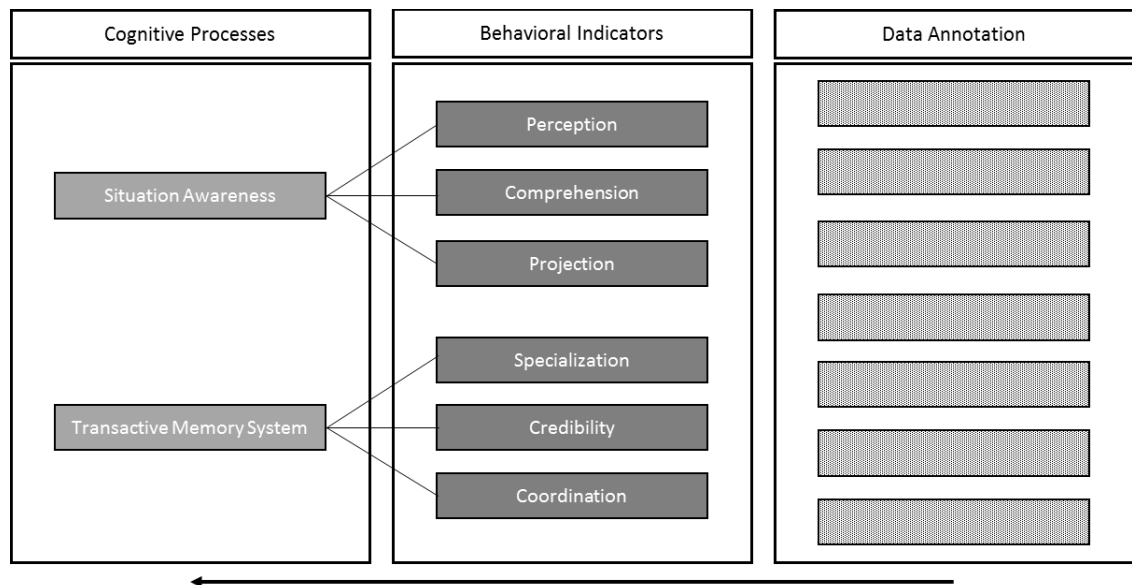 Cognitive Processes
Behavioral Indicators
Data Annotation
Situation Awareness
Perception
Comprehension
Projection
Transactive Memory System
Specialization
Credibility
Coordination